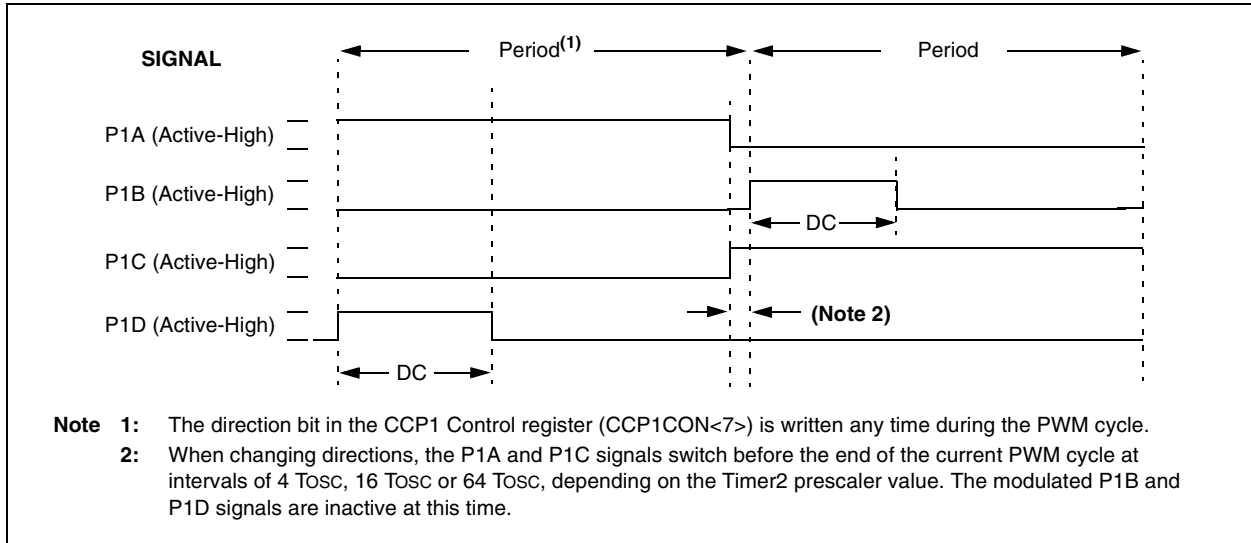 SIGNAL
Period(1)
Period
P1A (Active-High)
P1B (Active-High)
DC
P1C (Active-High)
P1D (Active-High)
(Note 2)
DC
Note 1: The direction bit in the CCP1 Control register (CCP1CON<7>) is written any time during the PWM cycle.
2: When changing directions, the P1A and P1C signals switch before the end of the current PWM cycle at
intervals of 4 TOSC, 16 TOSC or 64 TOSC, depending on the Timer2 prescaler value. The modulated P1B and
P1D signals are inactive at this time.